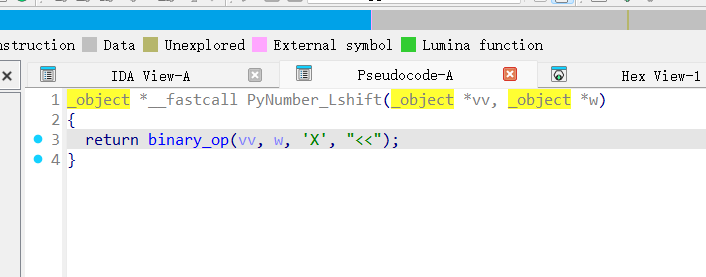 nstruction Data Unexplored External symbol Lumina function
IDA View-A Pseudocode-A Hex View-1
1 _object *__fastcall PyNumber_Lshift(_object *vv, _object *w)
2 {
3 return binary_op(vv, w, 'X', "<<");
4 }